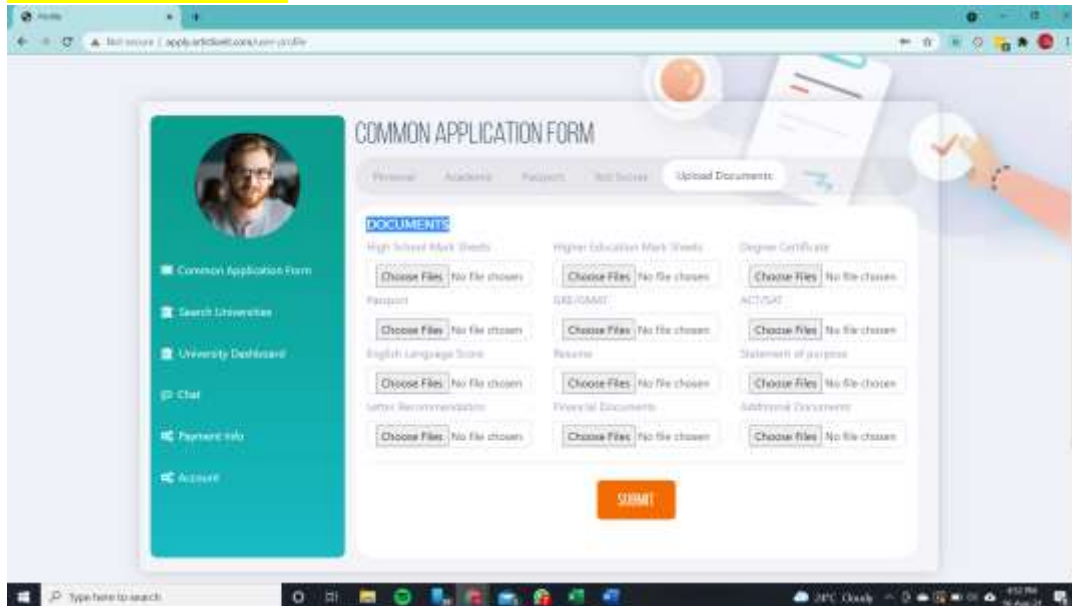 Profile
Not secure | apply.
COMMON APPLICATION FORM
Personal Academic Passport Test Scores Upload Documents
DOCUMENTS
High School Mark Sheets Higher Education Mark Sheets Degree Certificate
Choose Files No file chosen Choose Files No file chosen Choose Files No file chosen
Passport GRE/GMAT ACT/SAT
Choose Files No file chosen Choose Files No file chosen Choose Files No file chosen
English Language Score Resume Statement of purpose
Choose Files No file chosen Choose Files No file chosen Choose Files No file chosen
Letter Recommendation Financial Documents Additional Documents
Choose Files No file chosen Choose Files No file chosen Choose Files No file chosen
SUBMIT
Common Application Form
Search Universities
University Dashboard
Chat
Payment Info
Account
Type here to search
Cloudy